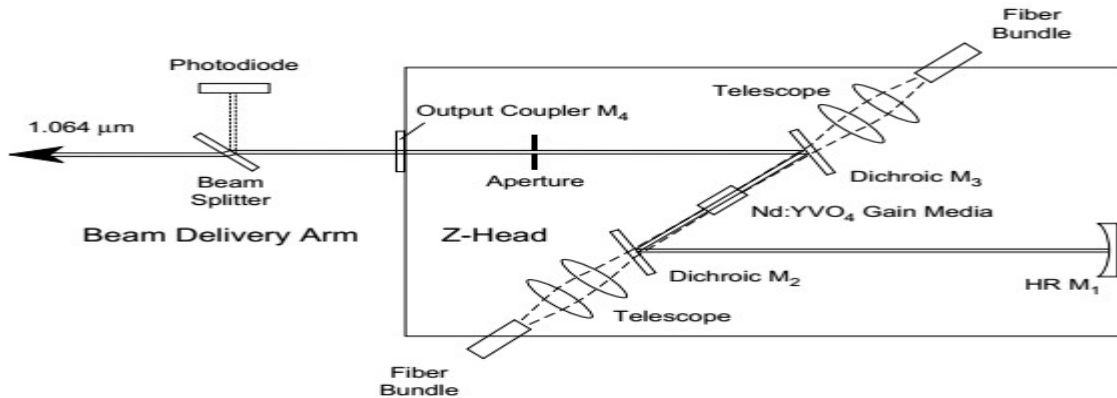 Fiber
Bundle
Photodiode
Telescope
Output Coupler M4
1.064 μm
Aperture
Dichroic M3
Beam
Splitter
Nd:YVO4 Gain Media
Beam Delivery Arm
Z-Head
Dichroic M2
HR M1
Telescope
Fiber
Bundle